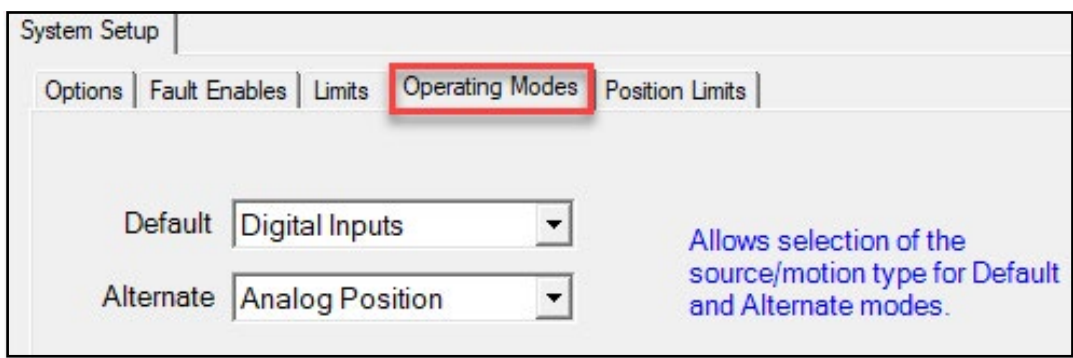 System Setup
Options Fault Enables Limits Operating Modes Position Limits
Default Digital Inputs
Alternate Analog Position
Allows selection of the
source/motion type for Default
and Alternate modes.